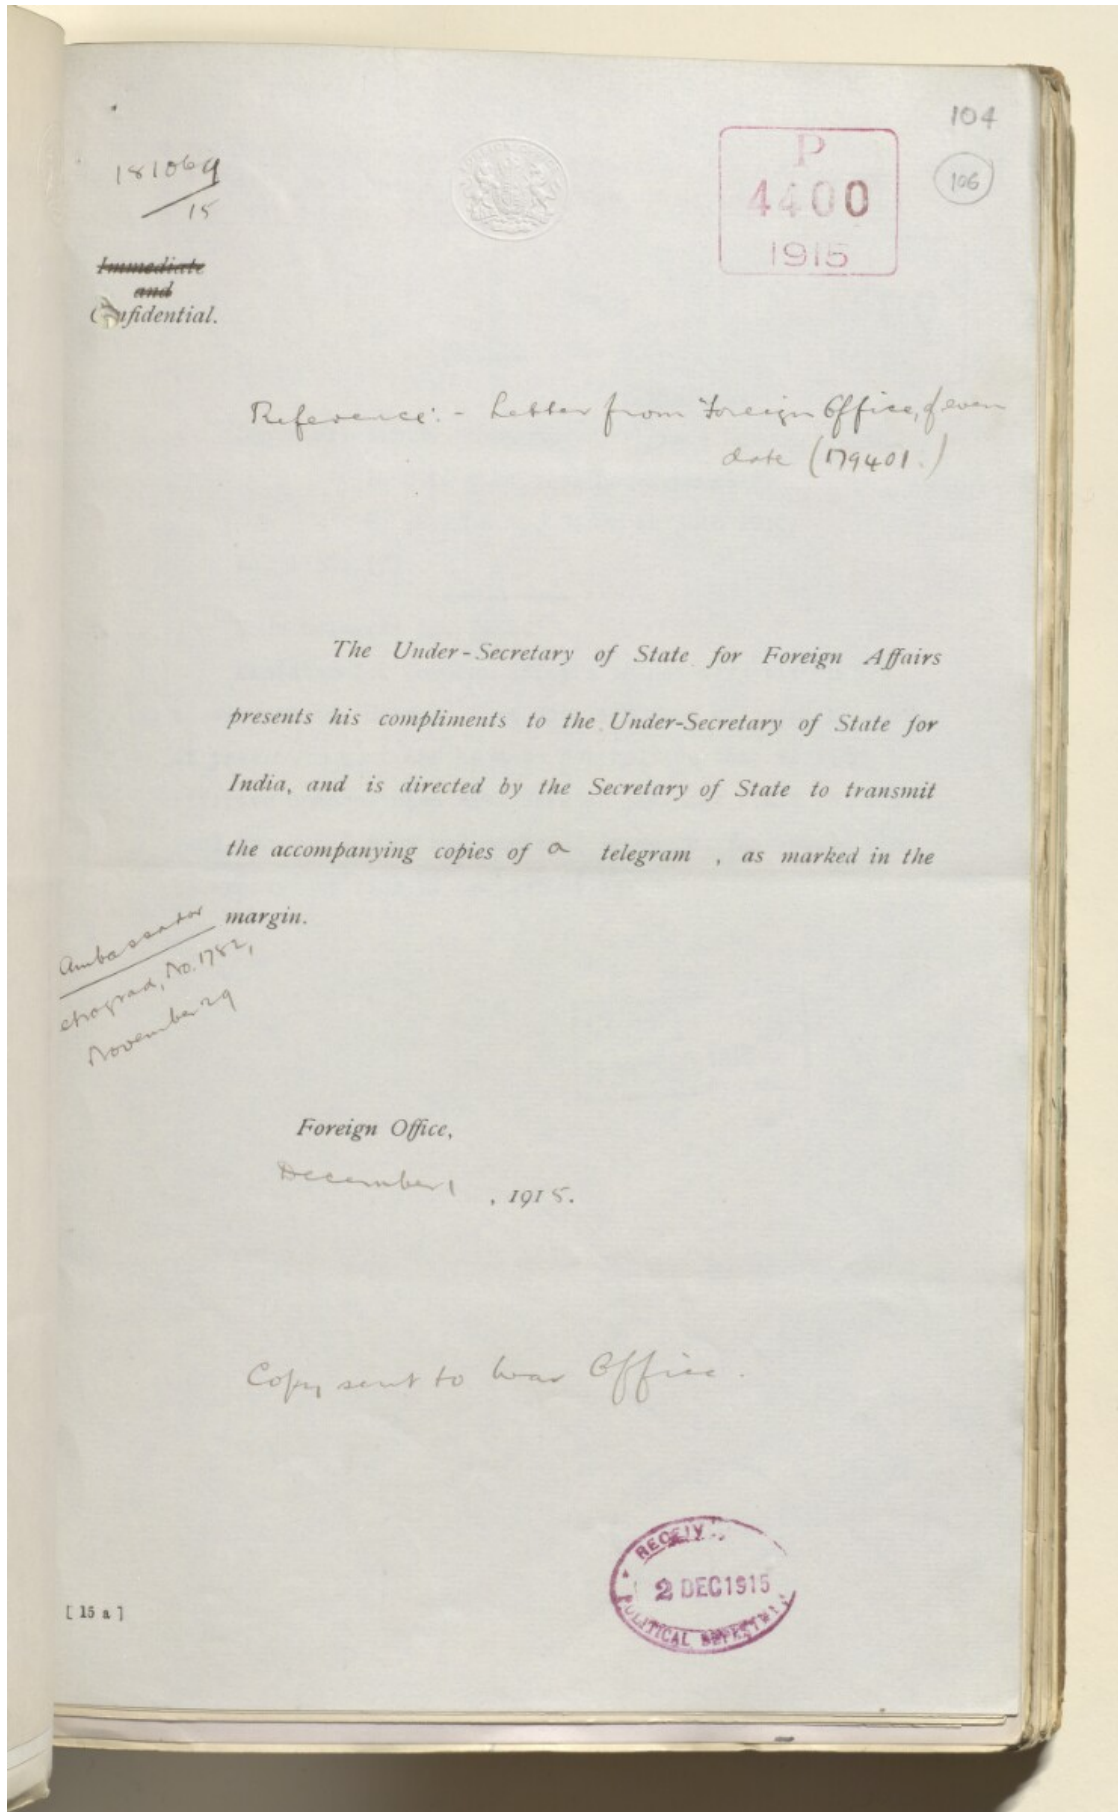 104
106
181069
15
P
4400
1915
Immediate
and
Confidential.
Reference:- Letter from Foreign Office, of even
date (179401.)
The Under-Secretary of State for Foreign Affairs
presents his compliments to the Under-Secretary of State for
India, and is directed by the Secretary of State to transmit
the accompanying copies of a telegram , as marked in the
margin.
Ambassador
etrograd, No. 1782,
November 29
Foreign Office,
December 1 , 1915.
Copy sent to War Office.
RECEIV
2 DEC 1915
POLITICAL
[15 a]